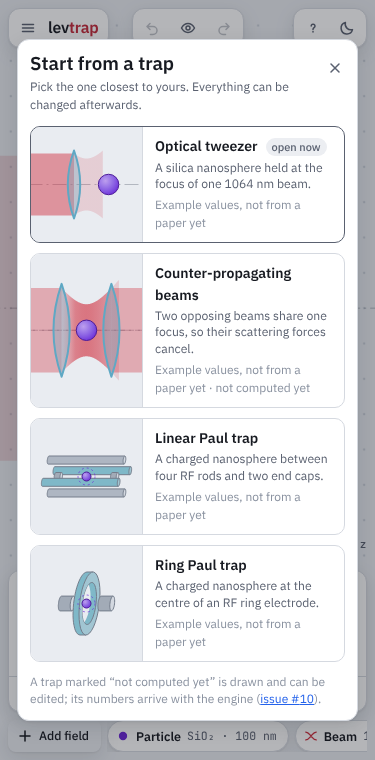 levtrap
?
Start from a trap
Pick the one closest to yours. Everything can be
changed afterwards.
Optical tweezer open now
A silica nanosphere held at the
focus of one 1064 nm beam.
Example values, not from a
paper yet
Counter-propagating
beams
Two opposing beams share one
focus, so their scattering forces
cancel.
Example values, not from a
paper yet · not computed yet
Linear Paul trap
A charged nanosphere between
four RF rods and two end caps.
Example values, not from a
paper yet
Ring Paul trap
A charged nanosphere at the
centre of an RF ring electrode.
Example values, not from a
paper yet
z
A trap marked “not computed yet” is drawn and can be
edited; its numbers arrive with the engine (issue #10).
Add field Particle SiO₂ · 100 nm Beam 1